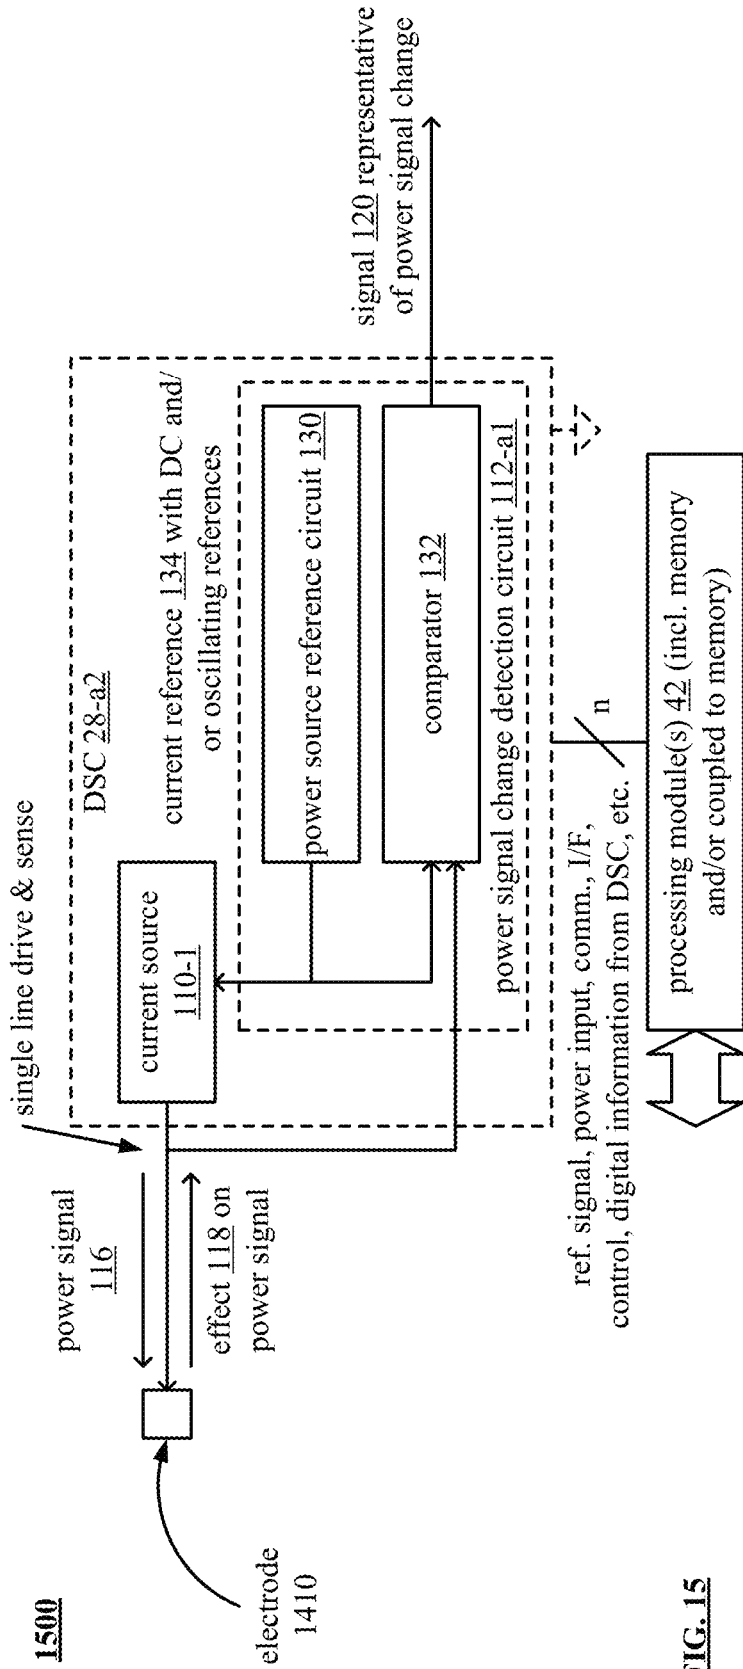 1500
single line drive & sense
DSC 28-a2
power signal
116
current source
110-1
current reference 134 with DC and/
or oscillating references
electrode
1410
effect 118 on
power signal
power source reference circuit 130
comparator 132
signal 120 representative
of power signal change
power signal change detection circuit 112-a1
ref. signal, power input, comm., I/F,
control, digital information from DSC, etc.
n
processing module(s) 42 (incl. memory
and/or coupled to memory)
FIG. 15